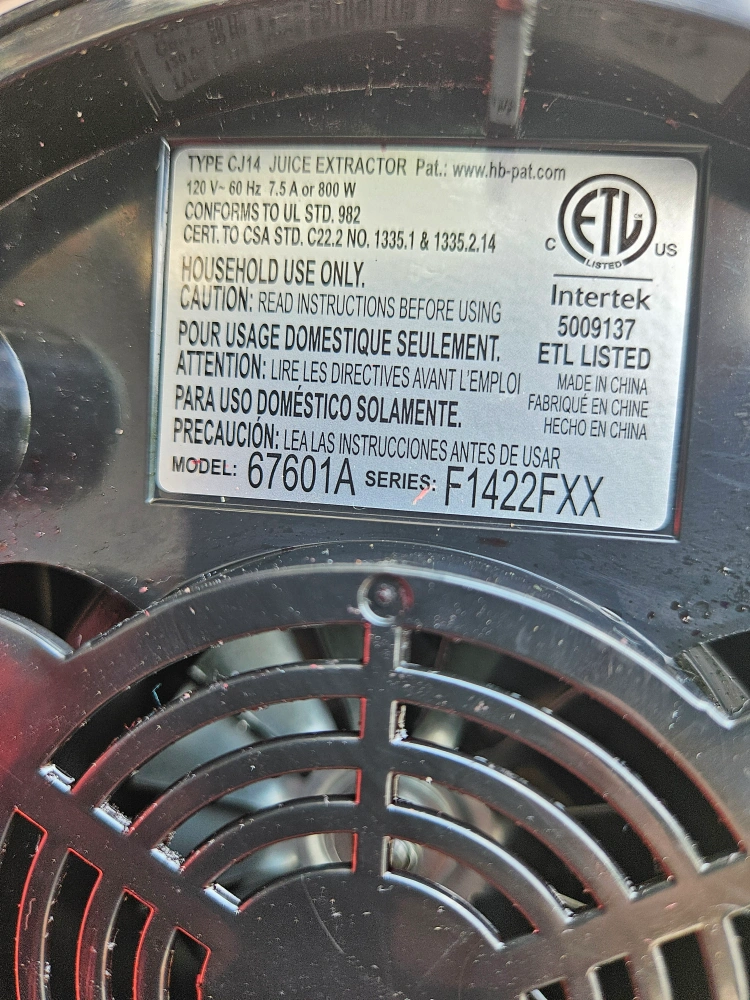 TYPE CJ14 JUICE EXTRACTOR Pat.: www.hb-pat.com
120 V~ 60 Hz 7.5 A or 800 W
CONFORMS TO UL STD. 982
CERT. TO CSA STD. C22.2 NO. 1335.1 & 1335.2.14
HOUSEHOLD USE ONLY.
CAUTION: READ INSTRUCTIONS BEFORE USING
POUR USAGE DOMESTIQUE SEULEMENT.
ATTENTION: LIRE LES DIRECTIVES AVANT L'EMPLOI
PARA USO DOMÉSTICO SOLAMENTE.
PRECAUCIÓN: LEA LAS INSTRUCCIONES ANTES DE USAR
MODEL: 67601A SERIES: F1422FXX
ETL
CM
C US
LISTED
Intertek
5009137
ETL LISTED
MADE IN CHINA
FABRIQUÉ EN CHINE
HECHO EN CHINA